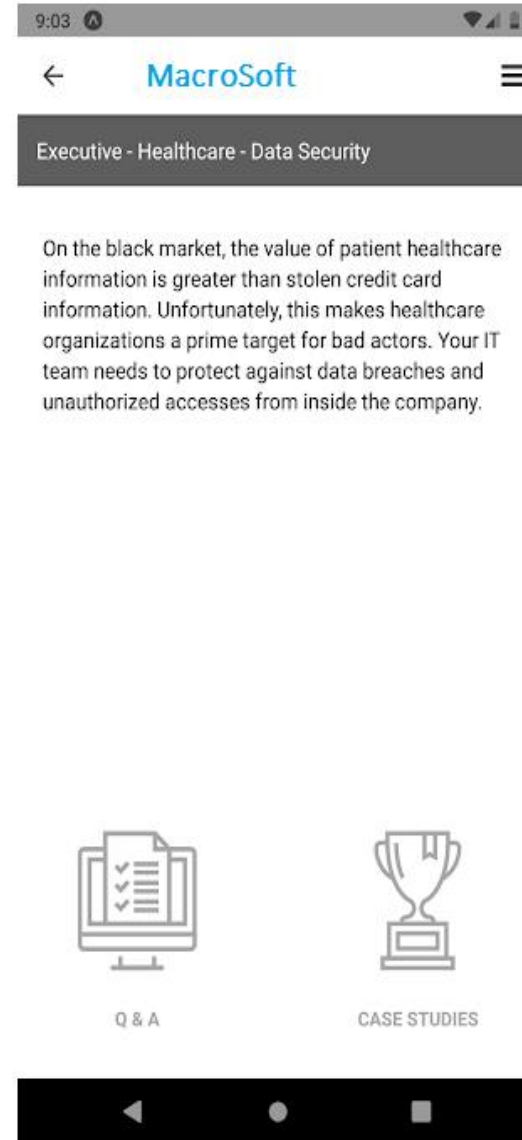 9:03
MacroSoft
Executive - Healthcare - Data Security
On the black market, the value of patient healthcare
information is greater than stolen credit card
information. Unfortunately, this makes healthcare
organizations a prime target for bad actors. Your IT
team needs to protect against data breaches and
unauthorized accesses from inside the company.
Q & A
CASE STUDIES